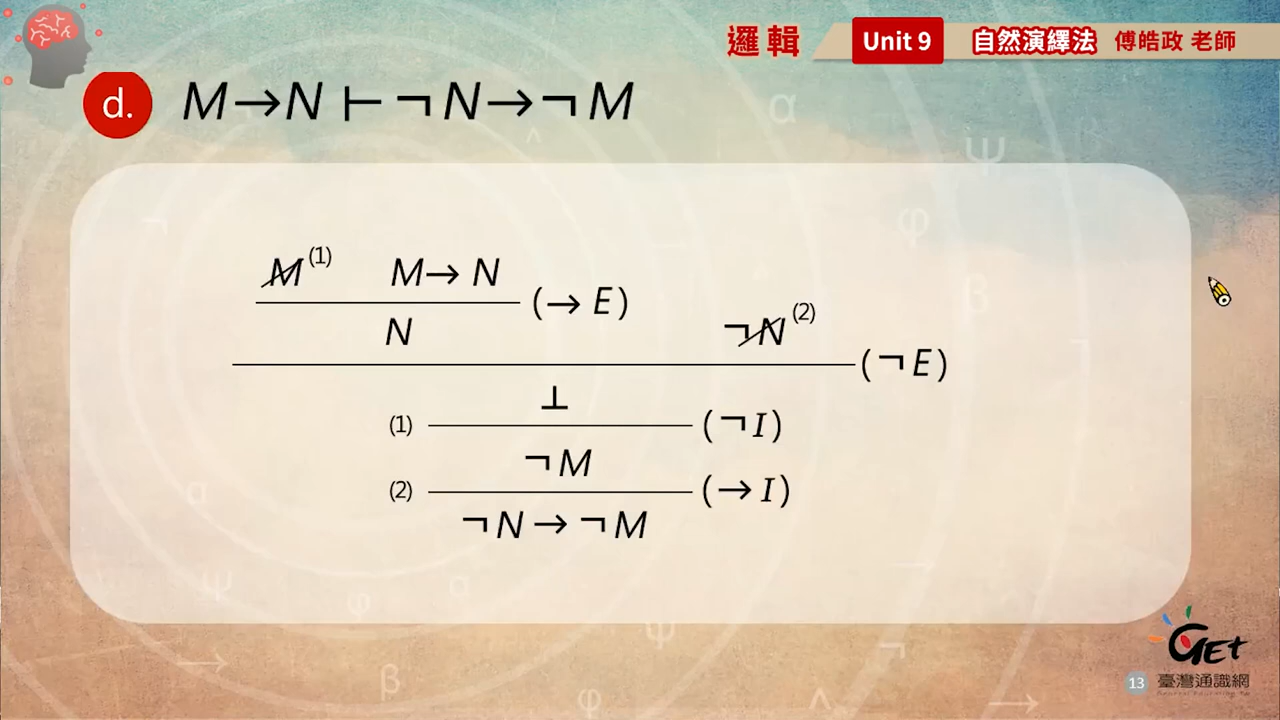 邏輯 Unit 9 自然演繹法 傅皓政 老師
d. M→N ⊢ ¬N→¬M
M (1) M→ N
(→ E)
N ¬N (2)
(¬E)
⊥
(1) (¬I)
¬M
(2) (→I)
¬N→¬M
GET
13 臺灣通識網